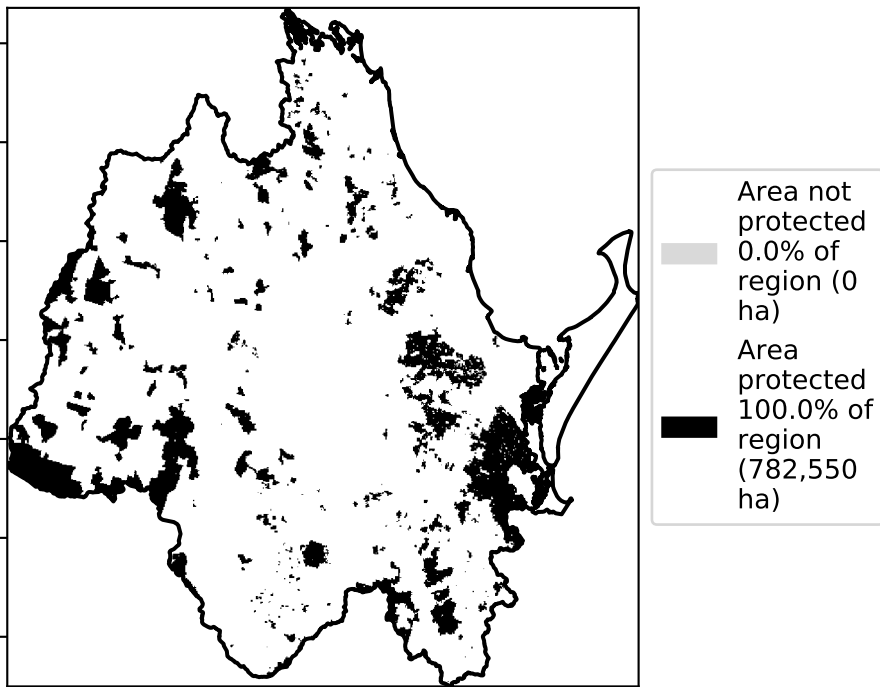 Area not
protected
0.0% of
region (0
ha)
Area
protected
100.0% of
region
(782,550
ha)